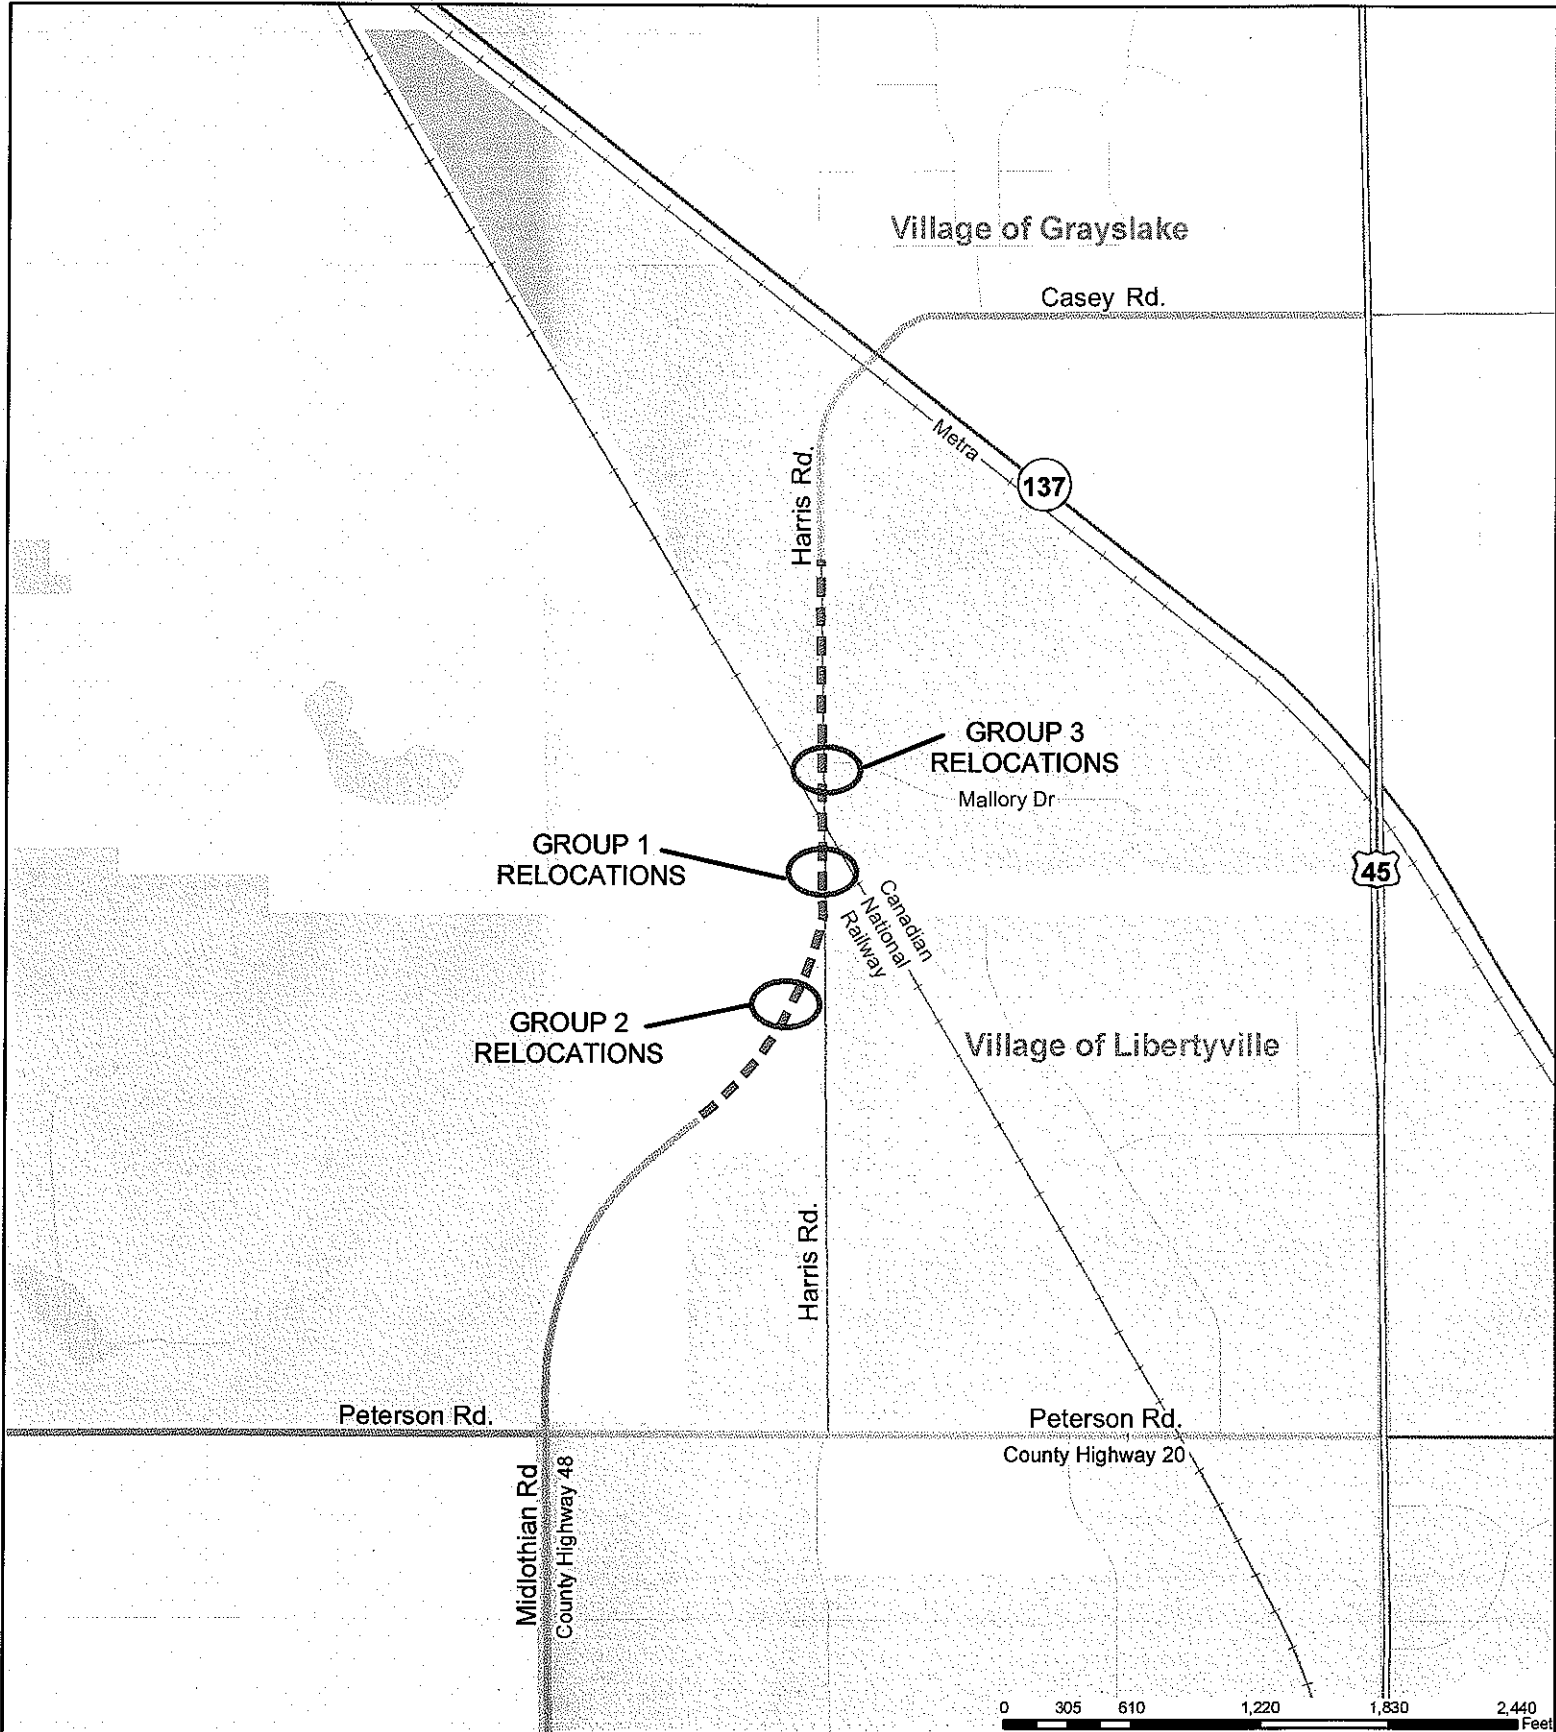 Village of Grayslake
Casey Rd.
Metra
137
Harris Rd.
GROUP 3
RELOCATIONS
Mallory Dr
GROUP 1
RELOCATIONS
45
Canadian
National
Railway
GROUP 2
RELOCATIONS
Village of Libertyville
Harris Rd.
Peterson Rd.
Peterson Rd.
County Highway 20
Midlothian Rd
County Highway 48
0 305 610 1,220 1,830 2,440
Feet